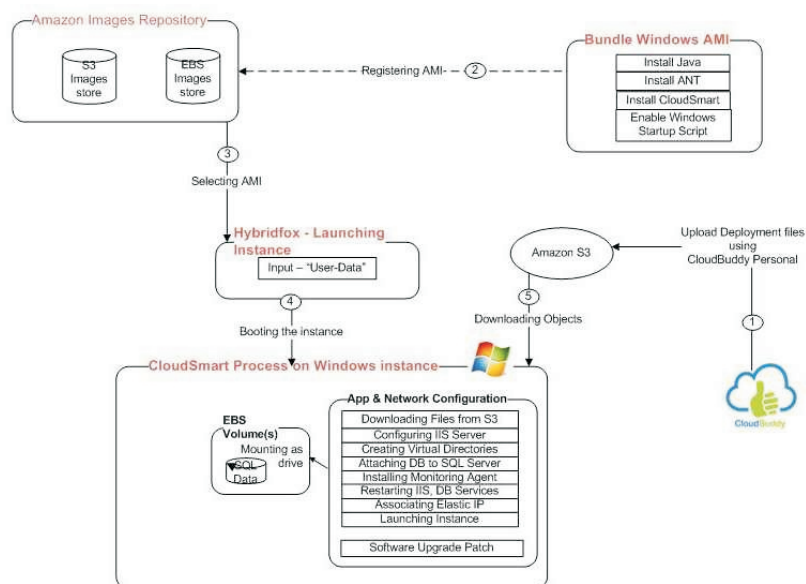 Amazon Images Repository
S3
Images
store
EBS
Images
store
Registering AMI
2
Bundle Windows AMI
Install Java
Install ANT
Install CloudSmart
Enable Windows
Startup Script
3
Selecting AMI
Hybridfox - Launching
Instance
Input – “User-Data”
4
Booting the instance
Amazon S3
Upload Deployment files
using
CloudBuddy Personal
5
Downloading Objects
1
CloudBuddy
CloudSmart Process on Windows instance
App & Network Configuration
Downloading Files from S3
Configuring IIS Server
Creating Virtual Directories
Attaching DB to SQL Server
Installing Monitoring Agent
Restarting IIS, DB Services
Associating Elastic IP
Launching Instance
Software Upgrade Patch
EBS
Volume(s)
Mounting as
drive
SQL
Data